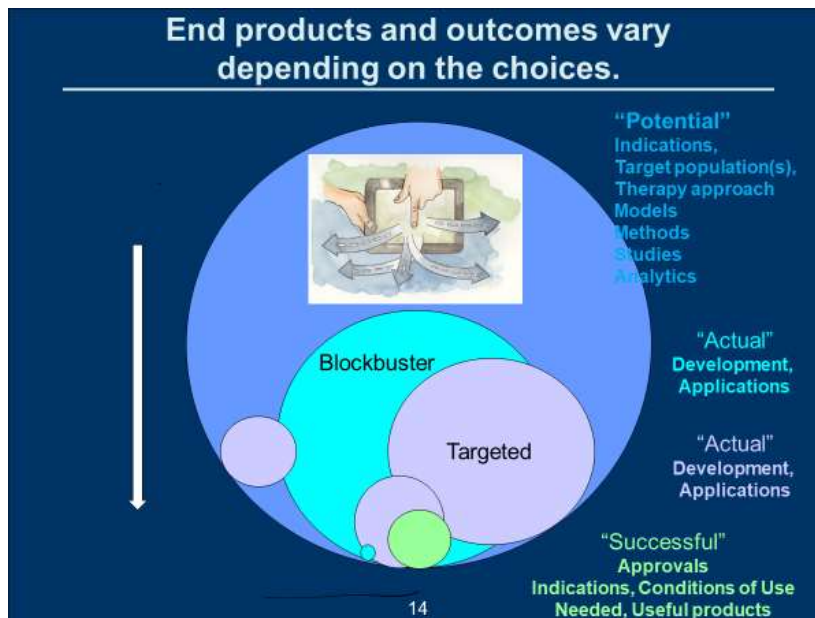 End products and outcomes vary
depending on the choices.
“Potential”
Indications,
Target population(s),
Therapy approach
Models
Methods
Studies
Analytics
Blockbuster
“Actual”
Development,
Applications
Targeted
“Actual”
Development,
Applications
“Successful”
Approvals
Indications, Conditions of Use
Needed, Useful products
14